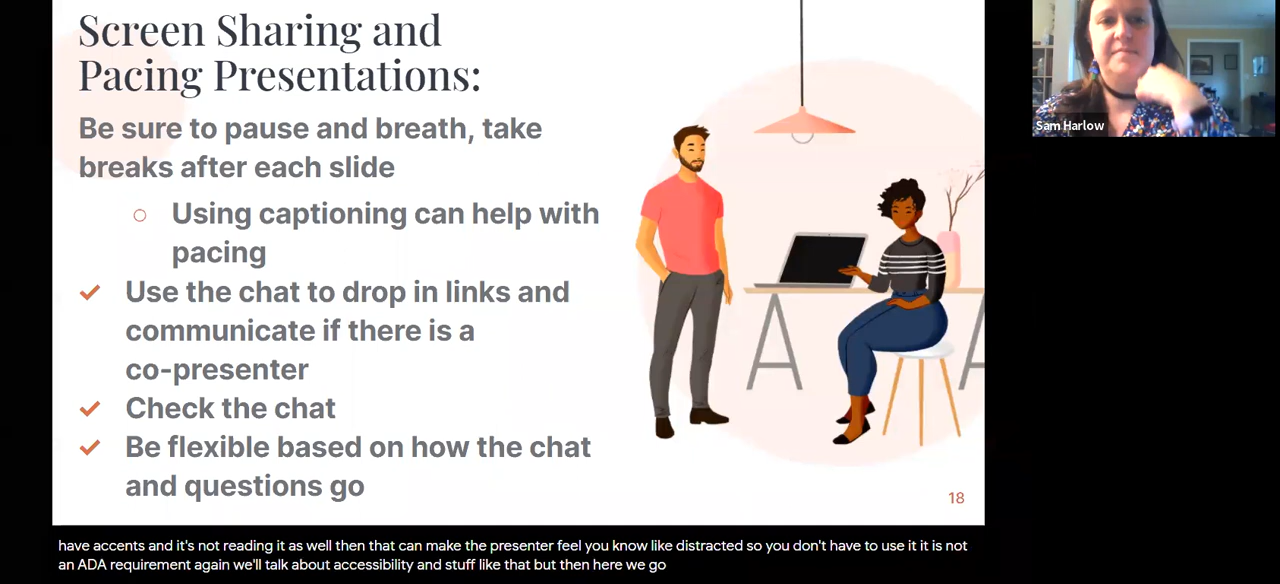 Screen Sharing and
Pacing Presentations:
Be sure to pause and breath, take
breaks after each slide
Using captioning can help with
pacing
Use the chat to drop in links and
communicate if there is a
co-presenter
Check the chat
Be flexible based on how the chat
and questions go
18
Sam Harlow
have accents and it's not reading it as well then that can make the presenter feel you know like distracted so you don't have to use it it is not
an ADA requirement again we'll talk about accessibility and stuff like that but then here we go